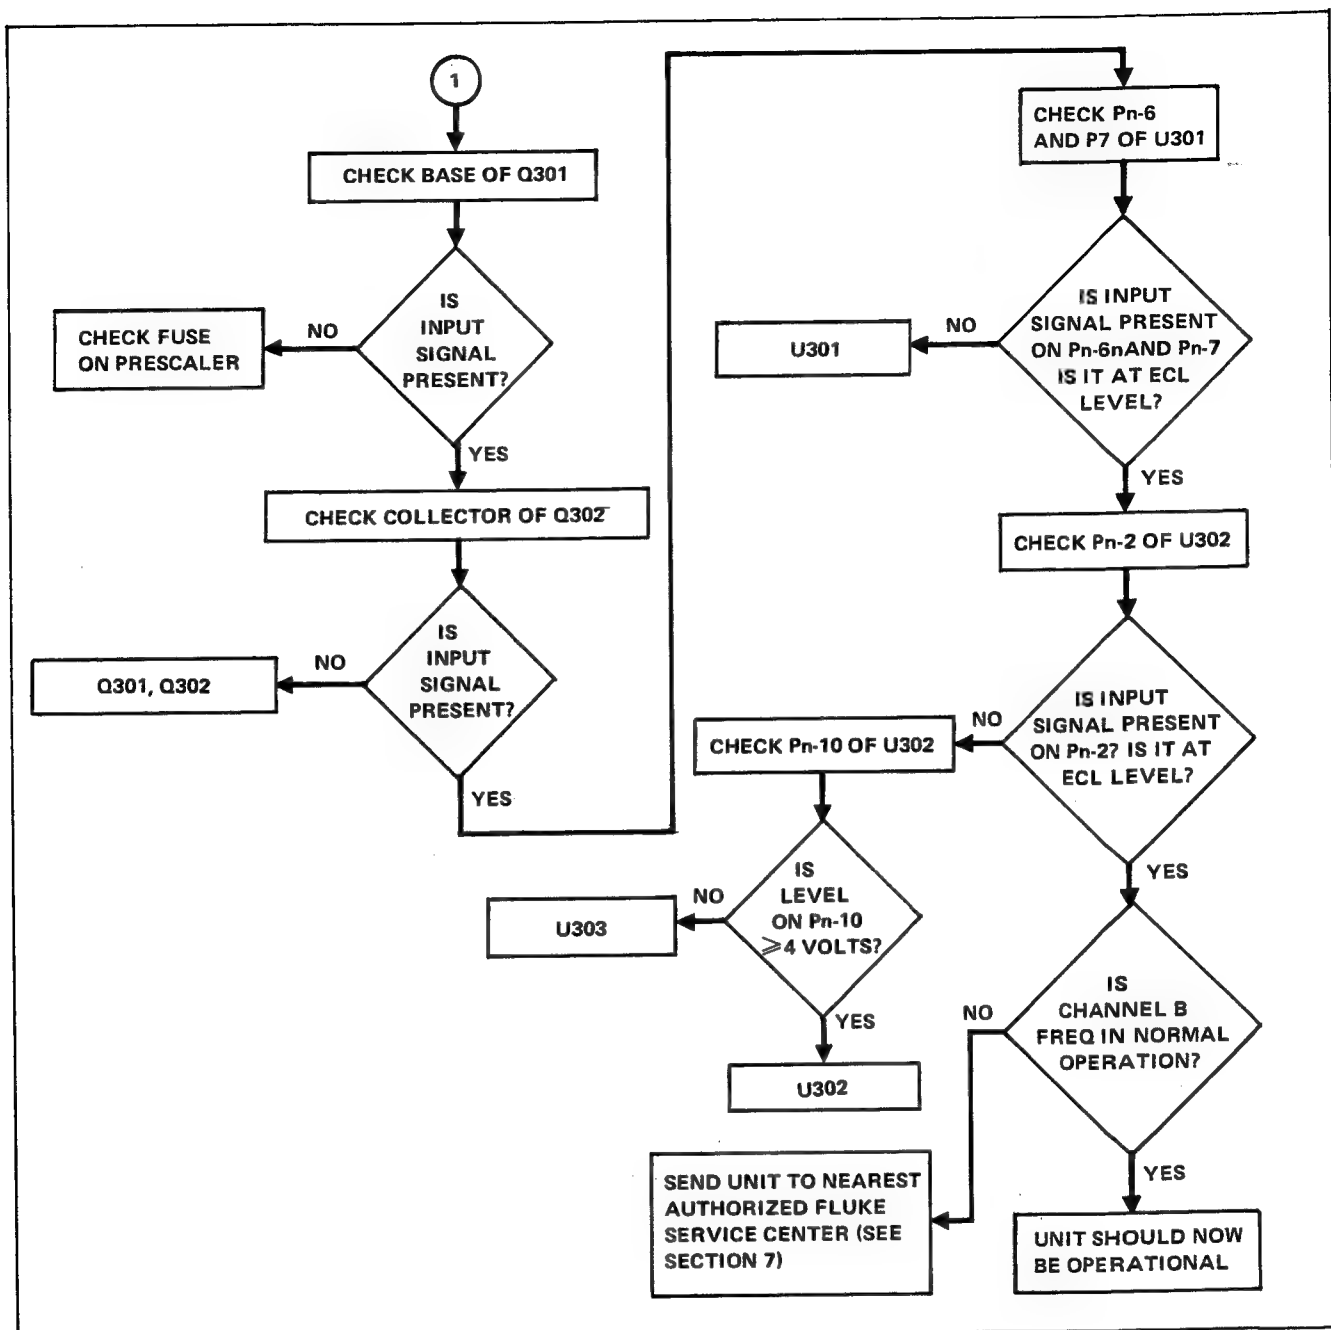 1
CHECK BASE OF Q301
IS
INPUT
SIGNAL
PRESENT?
NO
CHECK FUSE
ON PRESCALER
YES
CHECK COLLECTOR OF Q302
IS
INPUT
SIGNAL
PRESENT?
NO
Q301, Q302
YES
CHECK Pn-6
AND P7 OF U301
IS INPUT
SIGNAL PRESENT
ON Pn-6nAND Pn-7
IS IT AT ECL
LEVEL?
NO
U301
YES
CHECK Pn-2 OF U302
IS INPUT
SIGNAL PRESENT
ON Pn-2? IS IT AT
ECL LEVEL?
NO
CHECK Pn-10 OF U302
IS
LEVEL
ON Pn-10
⩾4 VOLTS?
NO
U303
YES
U302
YES
IS
CHANNEL B
FREQ IN NORMAL
OPERATION?
NO
SEND UNIT TO NEAREST
AUTHORIZED FLUKE
SERVICE CENTER (SEE
SECTION 7)
YES
UNIT SHOULD NOW
BE OPERATIONAL